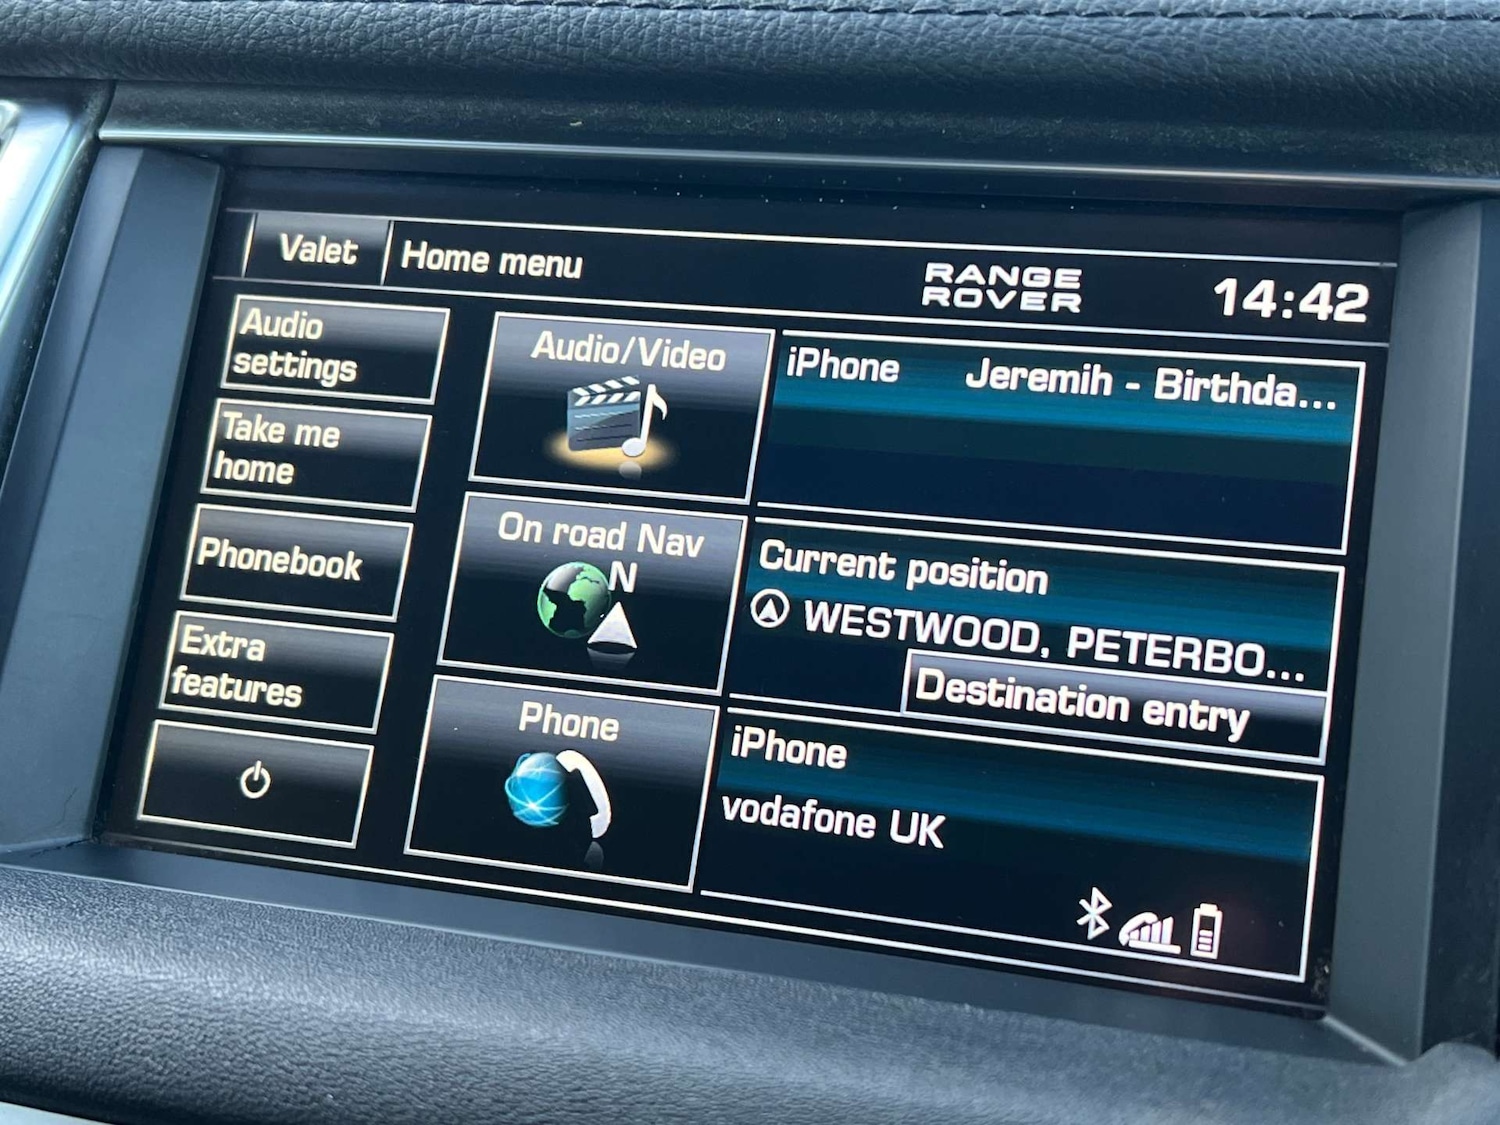 Valet
Home menu
RANGE
ROVER
14:42
Audio
settings
Take me
home
Phonebook
Extra
features
Audio/Video
iPhone
Jeremih - Birthda...
On road Nav
N
Current position
WESTWOOD, PETERBO...
Destination entry
Phone
iPhone
vodafone UK